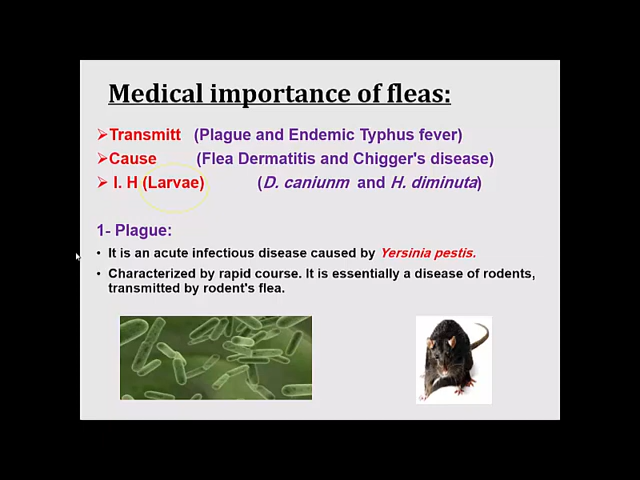 Medical importance of fleas:
➢Transmitt (Plague and Endemic Typhus fever)
➢Cause (Flea Dermatitis and Chigger's disease)
➢ I. H (Larvae) (D. caniunm and H. diminuta)
1- Plague:
• It is an acute infectious disease caused by Yersinia pestis.
• Characterized by rapid course. It is essentially a disease of rodents,
transmitted by rodent's flea.